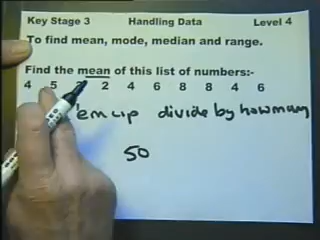 Key Stage 3 Handling Data Level 4
To find mean, mode, median and range.
Find the mean of this list of numbers:-
4 5 2 4 6 8 8 4 6
'em up divide by how many
50